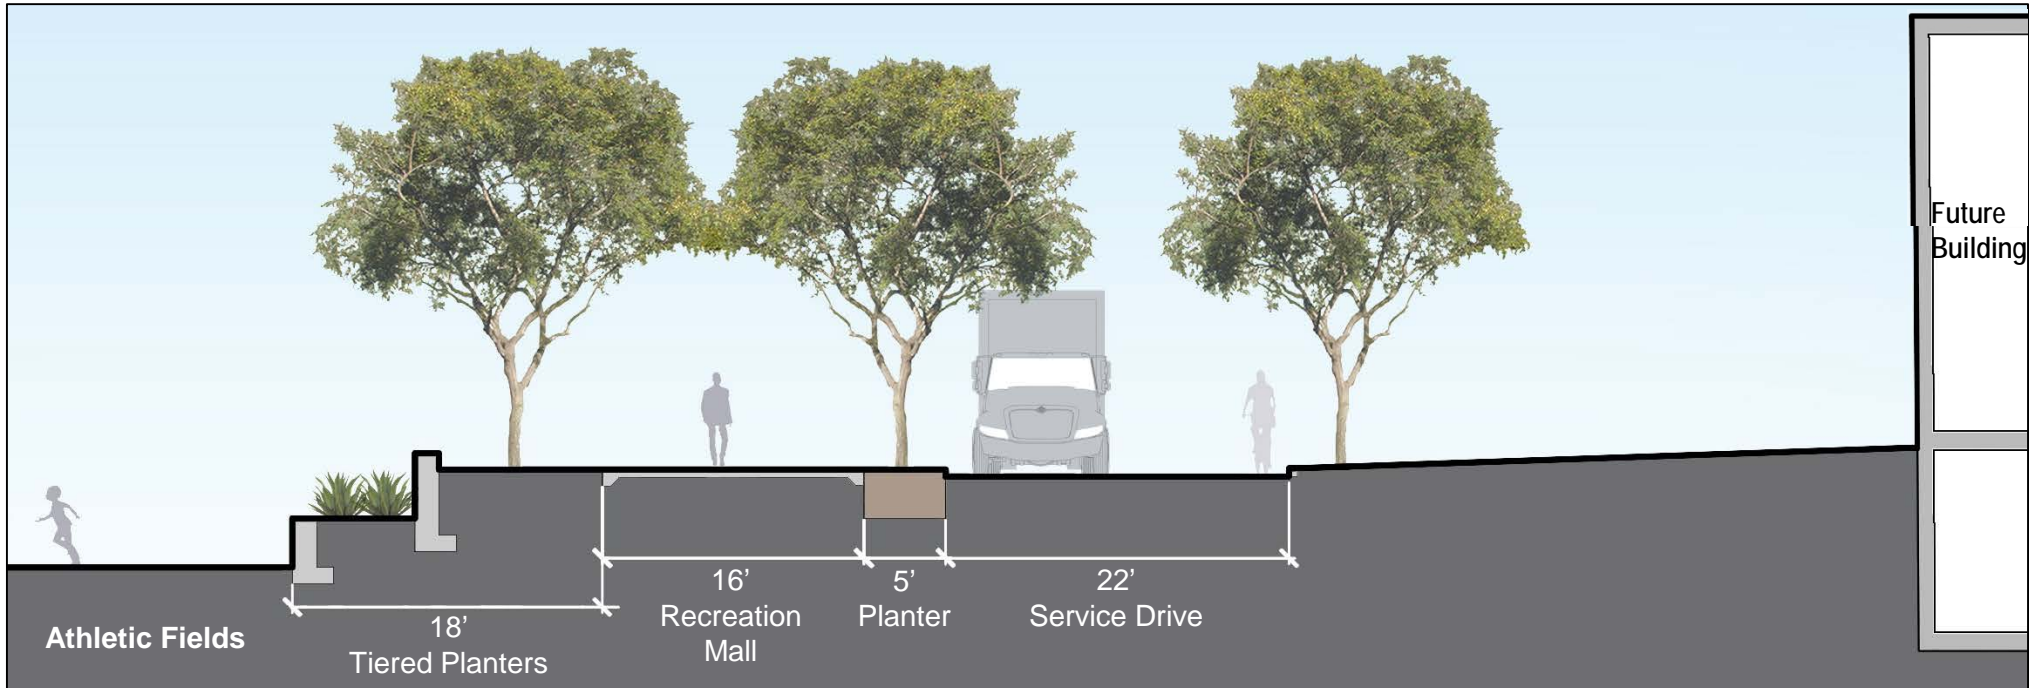 Future
Building
16’
Recreation
Mall
5’
Planter
22’
Service Drive
18’
Tiered Planters
Athletic Fields